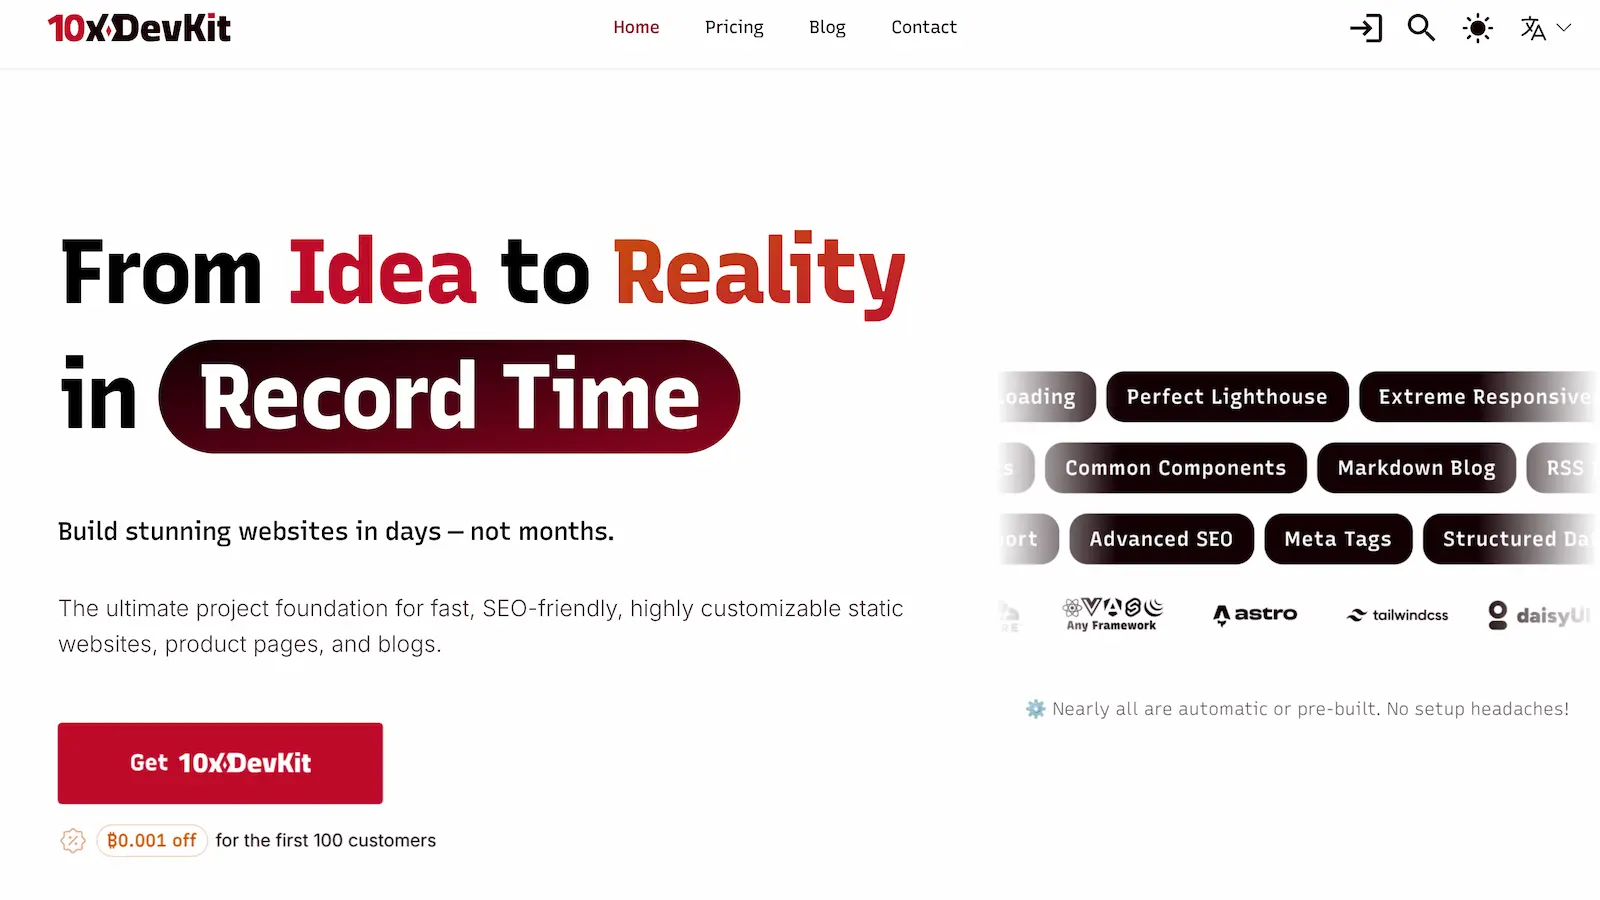 10xDevKit
Home
Pricing
Blog
Contact
From Idea to Reality
in Record Time
Build stunning websites in days – not months.
The ultimate project foundation for fast, SEO-friendly, highly customizable static
websites, product pages, and blogs.
Get 10xDevKit
₿0.001 off for the first 100 customers
Perfect Lighthouse
Extreme Responsive
Common Components
Markdown Blog
RSS
Advanced SEO
Meta Tags
Structured Da
Any Framework
astro
tailwindcss
daisyUI
⚙️ Nearly all are automatic or pre-built. No setup headaches!